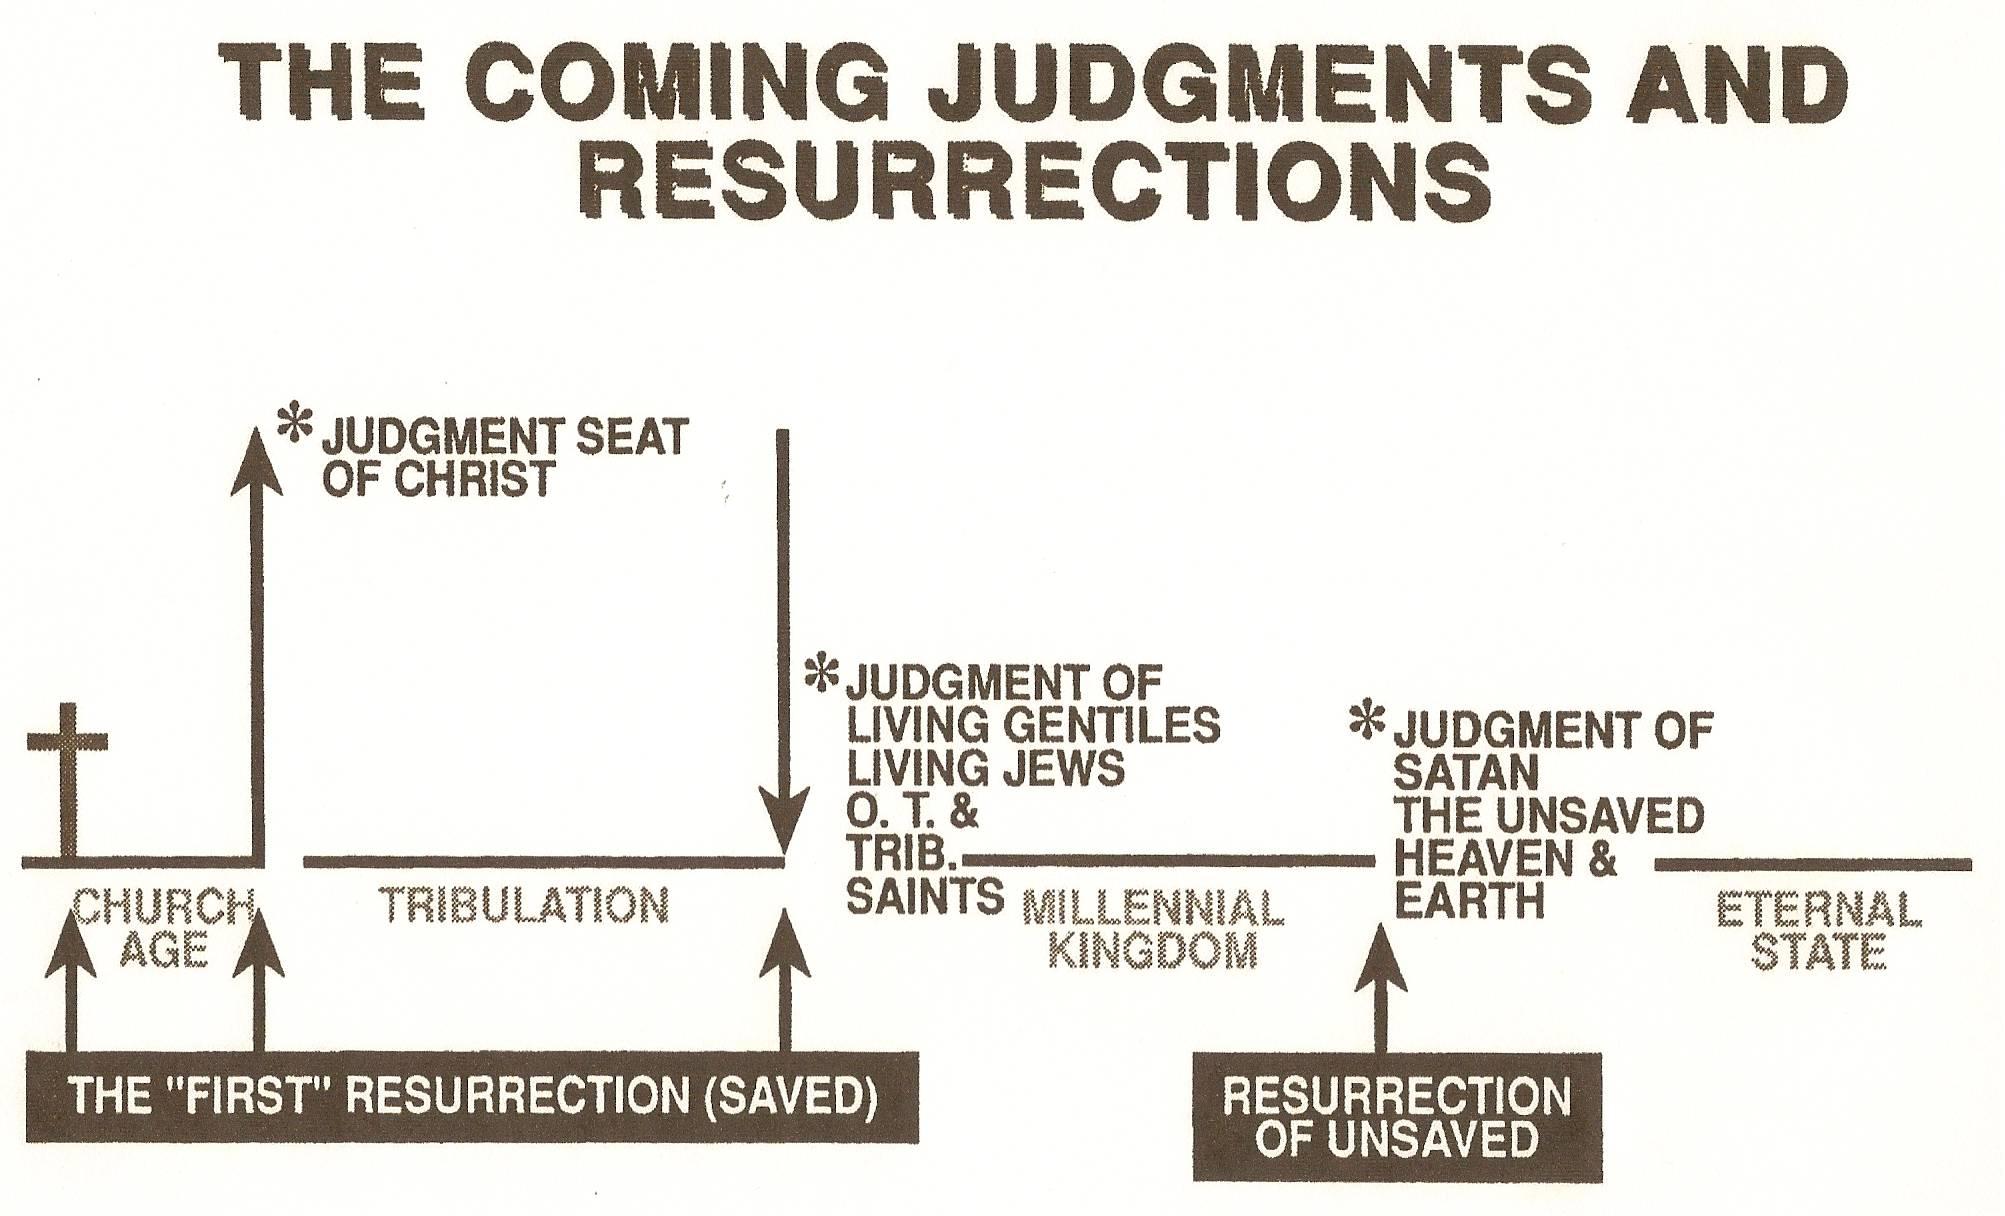 THE COMING JUDGMENTS AND
RESURRECTIONS
* JUDGMENT SEAT
OF CHRIST
* JUDGMENT OF
LIVING GENTILES
LIVING JEWS
O. T. &
TRIB.
SAINTS
* JUDGMENT OF
SATAN
THE UNSAVED
HEAVEN &
EARTH
CHURCH
AGE
TRIBULATION
MILLENNIAL
KINGDOM
ETERNAL
STATE
THE "FIRST" RESURRECTION (SAVED)
RESURRECTION
OF UNSAVED